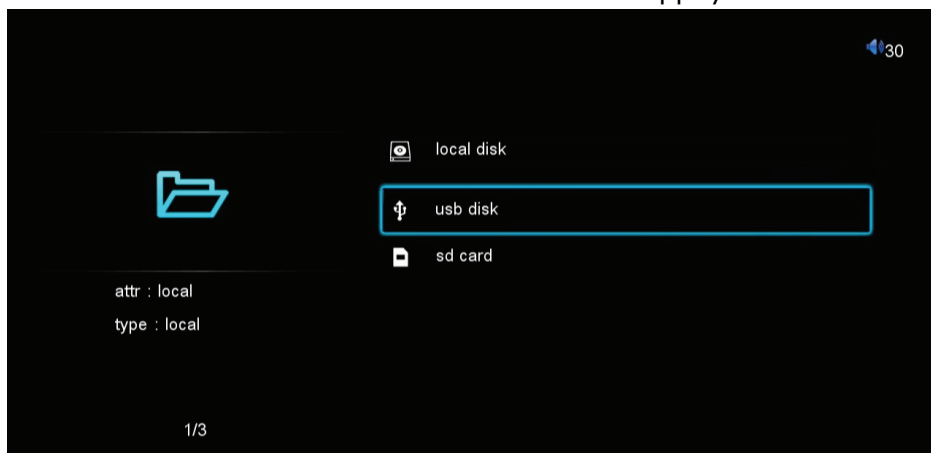 30
local disk
usb disk
sd card
attr : local
type : local
1/3